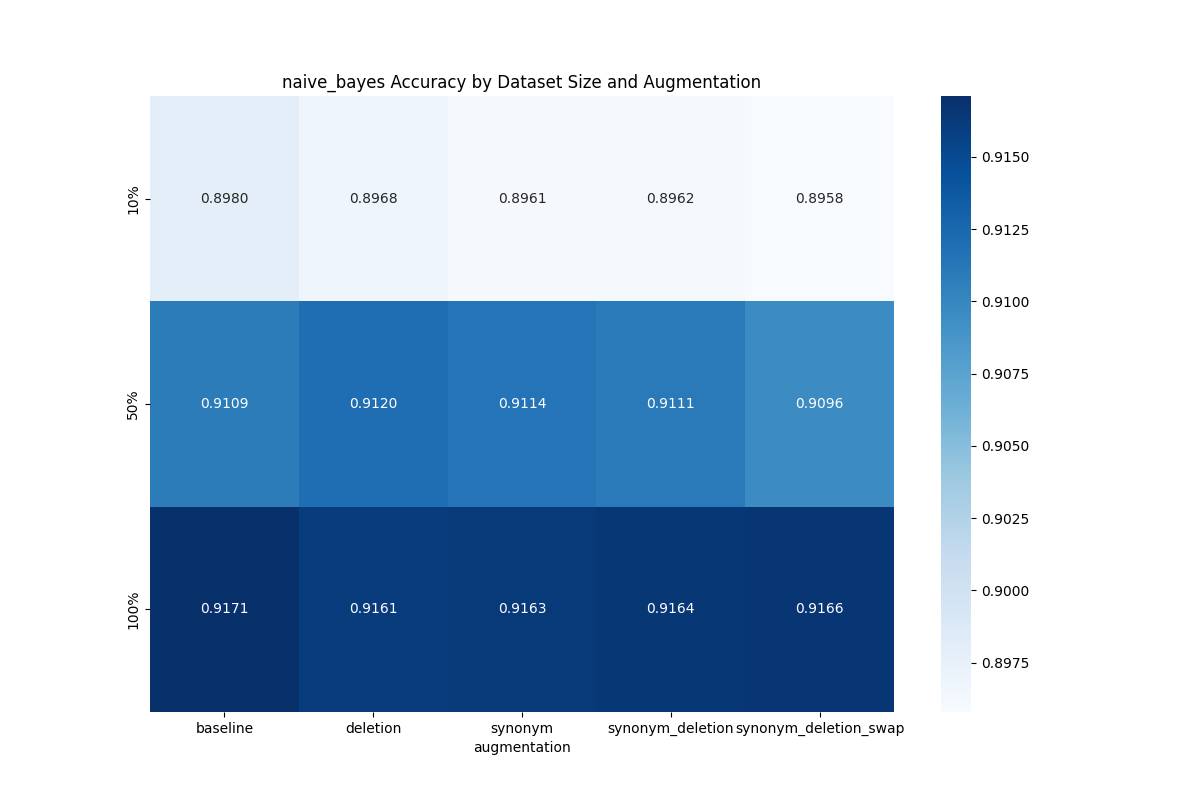 naive_bayes Accuracy by Dataset Size and Augmentation
10%
0.8980 0.8968 0.8961 0.8962 0.8958
50%
0.9109 0.9120 0.9114 0.9111 0.9096
100%
0.9171 0.9161 0.9163 0.9164 0.9166
baseline deletion synonym synonym_deletion synonym_deletion_swap
augmentation
0.9150
0.9125
0.9100
0.9075
0.9050
0.9025
0.9000
0.8975